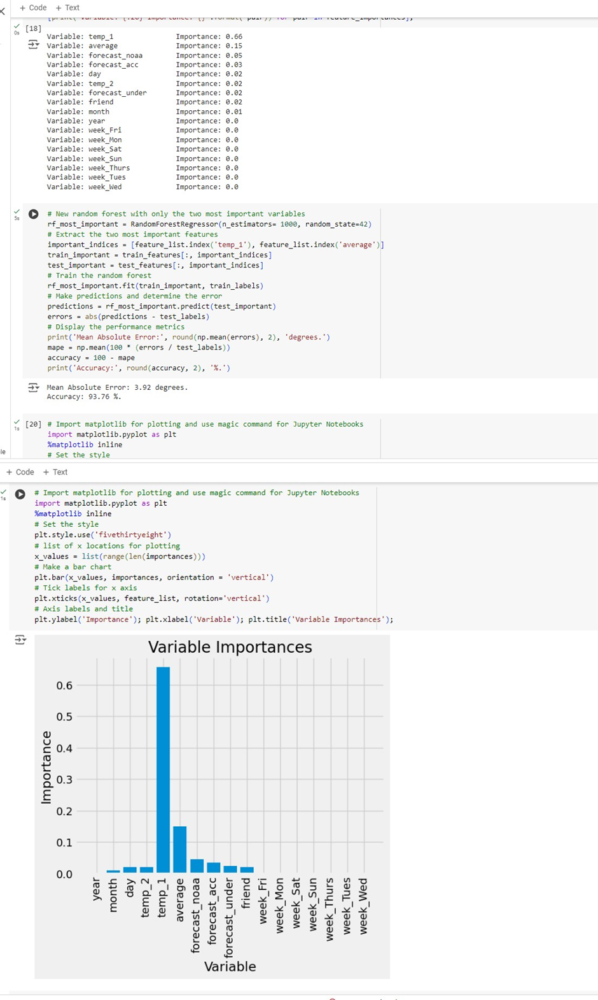 + Code + Text
[print('Variable: {:20} Importance: {}'.format(*pair)) for pair in feature_importances];
[18]
0s
Variable: temp_1 Importance: 0.66
Variable: average Importance: 0.15
Variable: forecast_noaa Importance: 0.05
Variable: forecast_acc Importance: 0.03
Variable: day Importance: 0.02
Variable: temp_2 Importance: 0.02
Variable: forecast_under Importance: 0.02
Variable: friend Importance: 0.02
Variable: month Importance: 0.01
Variable: year Importance: 0.0
Variable: week_Fri Importance: 0.0
Variable: week_Mon Importance: 0.0
Variable: week_Sat Importance: 0.0
Variable: week_Sun Importance: 0.0
Variable: week_Thurs Importance: 0.0
Variable: week_Tues Importance: 0.0
Variable: week_Wed Importance: 0.0
5s
# New random forest with only the two most important variables
rf_most_important = RandomForestRegressor(n_estimators= 1000, random_state=42)
# Extract the two most important features
important_indices = [feature_list.index('temp_1'), feature_list.index('average')]
train_important = train_features[:, important_indices]
test_important = test_features[:, important_indices]
# Train the random forest
rf_most_important.fit(train_important, train_labels)
# Make predictions and determine the error
predictions = rf_most_important.predict(test_important)
errors = abs(predictions - test_labels)
# Display the performance metrics
print('Mean Absolute Error:', round(np.mean(errors), 2), 'degrees.')
mape = np.mean(100 * (errors / test_labels))
accuracy = 100 - mape
print('Accuracy:', round(accuracy, 2), '%.')
Mean Absolute Error: 3.92 degrees.
Accuracy: 93.76 %.
1s
[20] # Import matplotlib for plotting and use magic command for Jupyter Notebooks
import matplotlib.pyplot as plt
%matplotlib inline
le
# Set the style
+ Code + Text
1s
# Import matplotlib for plotting and use magic command for Jupyter Notebooks
import matplotlib.pyplot as plt
%matplotlib inline
# Set the style
plt.style.use('fivethirtyeight')
# list of x locations for plotting
x_values = list(range(len(importances)))
# Make a bar chart
plt.bar(x_values, importances, orientation = 'vertical')
# Tick labels for x axis
plt.xticks(x_values, feature_list, rotation='vertical')
# Axis labels and title
plt.ylabel('Importance'); plt.xlabel('Variable'); plt.title('Variable Importances');
Variable Importances
Importance
0.6
0.5
0.4
0.3
0.2
0.1
0.0
year
month
day
temp_2
temp_1
average
forecast_noaa
forecast_acc
forecast_under
friend
week_Fri
week_Mon
week_Sat
week_Sun
week_Thurs
week_Tues
week_Wed
Variable